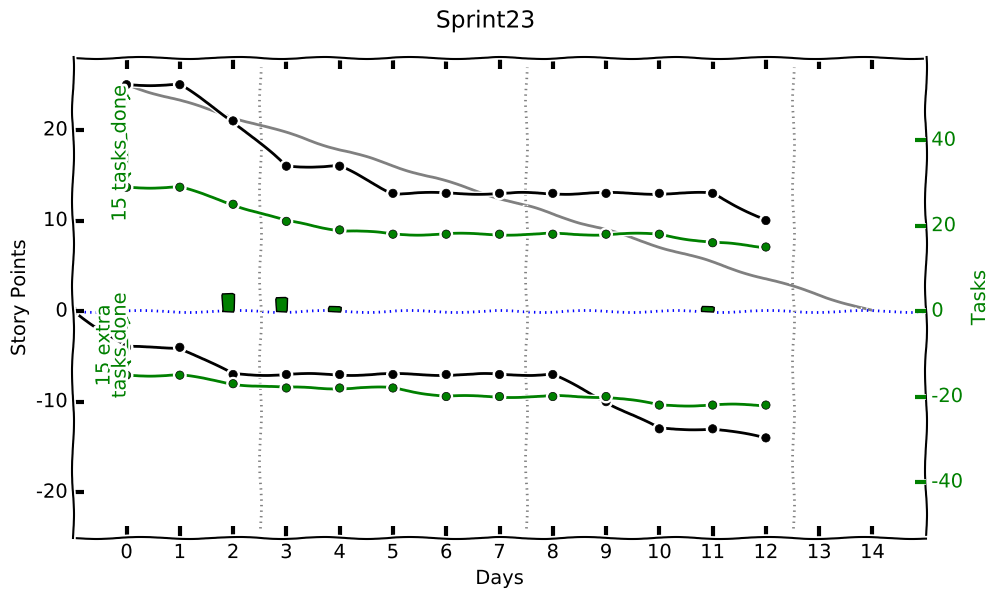 Sprint23
20
10
0
-10
-20
Story Points
15 tasks_done
15 extra
tasks_done
40
20
0
-20
-40
Tasks
0 1 2 3 4 5 6 7 8 9 10 11 12 13 14
Days